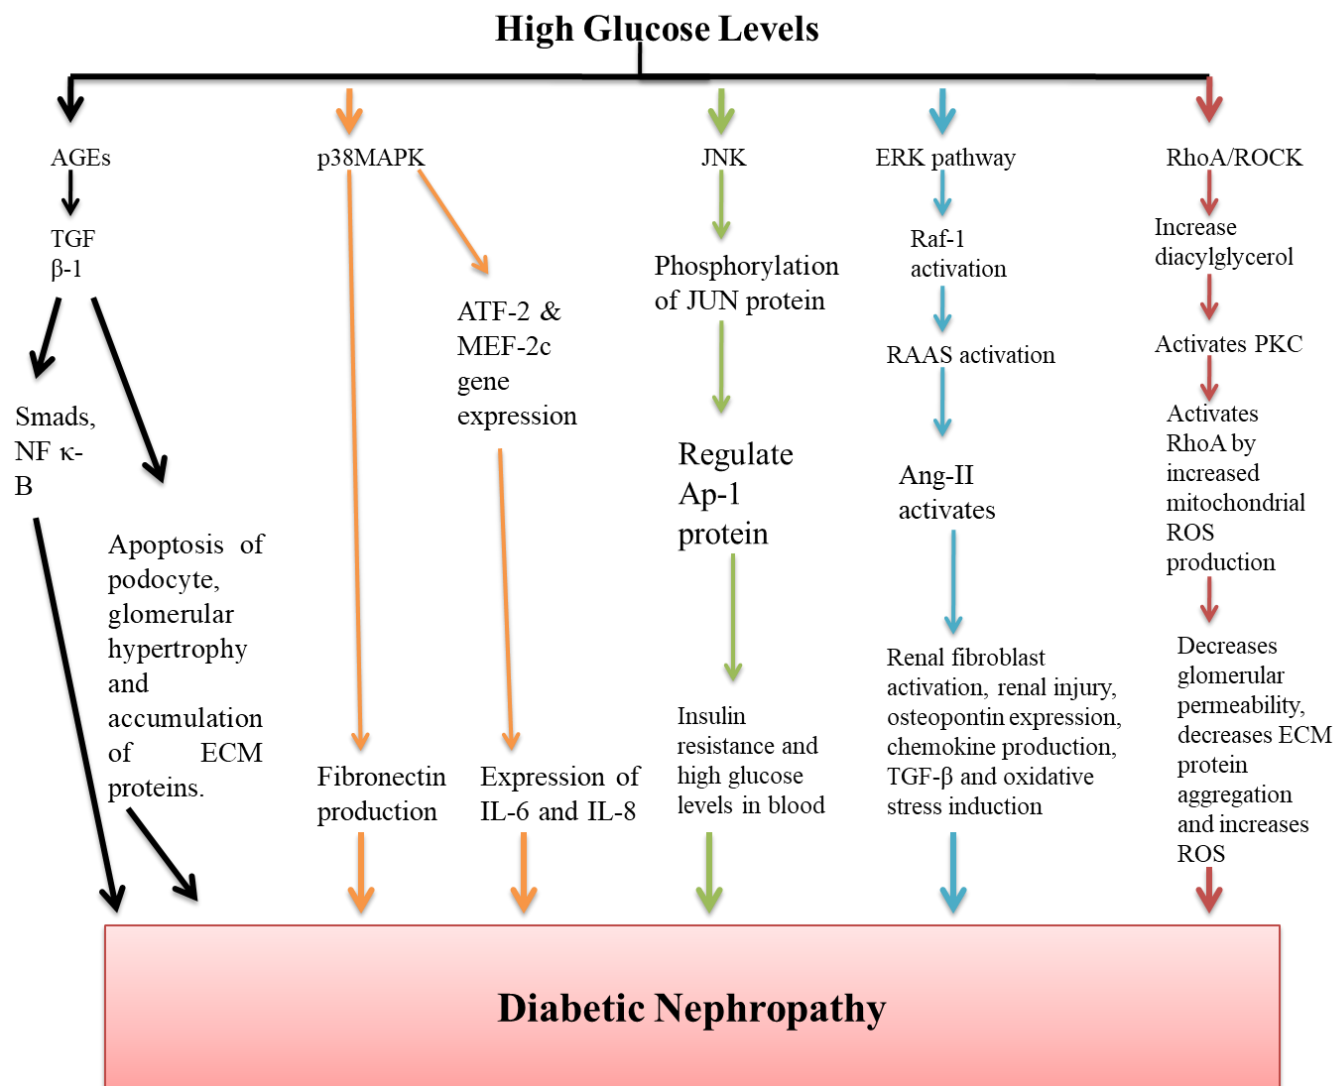 High Glucose Levels
AGEs
TGF
β-1
Smads,
NF κ-
B
Apoptosis of
podocyte,
glomerular
hypertrophy
and
accumulation
of ECM
proteins.
p38MAPK
ATF-2 &
MEF-2c
gene
expression
Fibronectin
production
Expression of
IL-6 and IL-8
JNK
Phosphorylation
of JUN protein
Regulate
Ap-1
protein
Insulin
resistance and
high glucose
levels in blood
ERK pathway
Raf-1
activation
RAAS activation
Ang-II
activates
Renal fibroblast
activation, renal injury,
osteopontin expression,
chemokine production,
TGF-β and oxidative
stress induction
RhoA/ROCK
Increase
diacylglycerol
Activates PKC
Activates
RhoA by
increased
mitochondrial
ROS
production
Decreases
glomerular
permeability,
decreases ECM
protein
aggregation
and increases
ROS
Diabetic Nephropathy